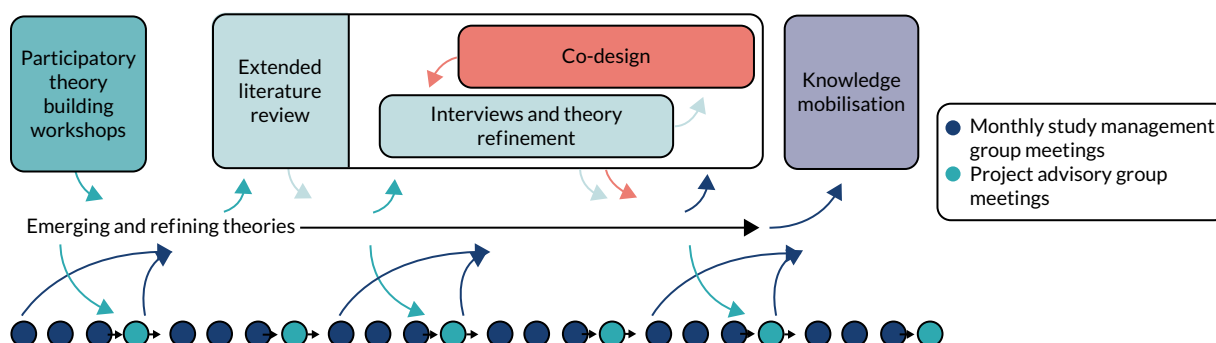 Participatory
theory
building
workshops
Extended
literature
review
Co-design
Interviews and theory
refinement
Knowledge
mobilisation
Monthly study management
group meetings
Project advisory group
meetings
Emerging and refining theories